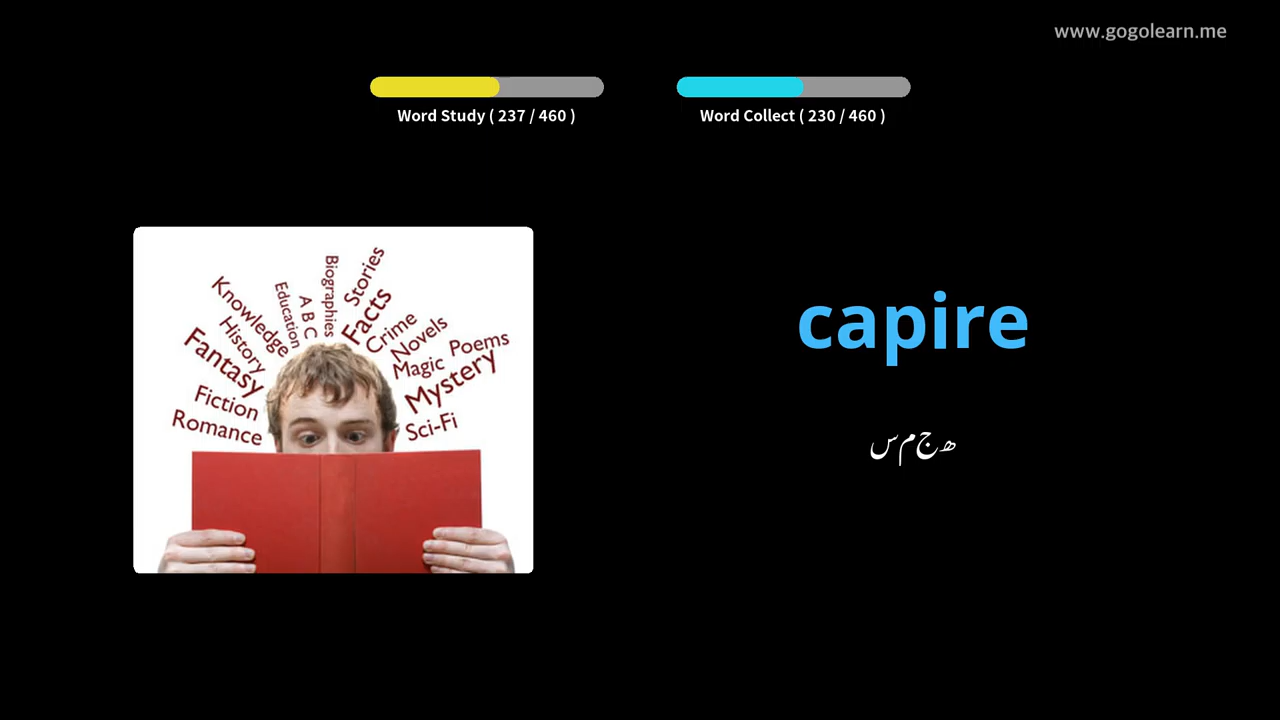 www.gogolearn.me
Word Study ( 237 / 460 )
Word Collect ( 230 / 460 )
Biographies
Stories
Knowledge
Education
A B C
Facts
History
Crime
Novels
Fantasy
Magic
Poems
Mystery
Fiction
Romance
Sci-Fi
capire
ھ ج م س